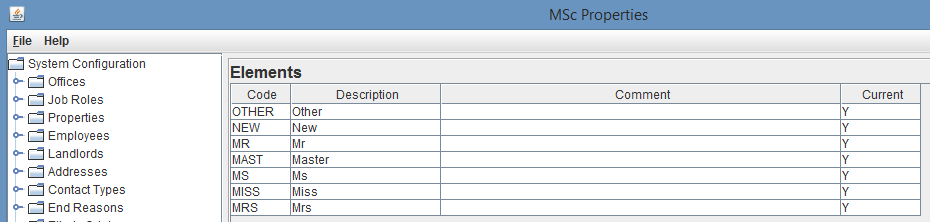 MSc Properties
File Help
System Configuration
Offices
Job Roles
Properties
Employees
Landlords
Addresses
Contact Types
End Reasons
Elements
Code Description Comment Current
OTHER Other Y
NEW New Y
MR Mr Y
MAST Master Y
MS Ms Y
MISS Miss Y
MRS Mrs Y